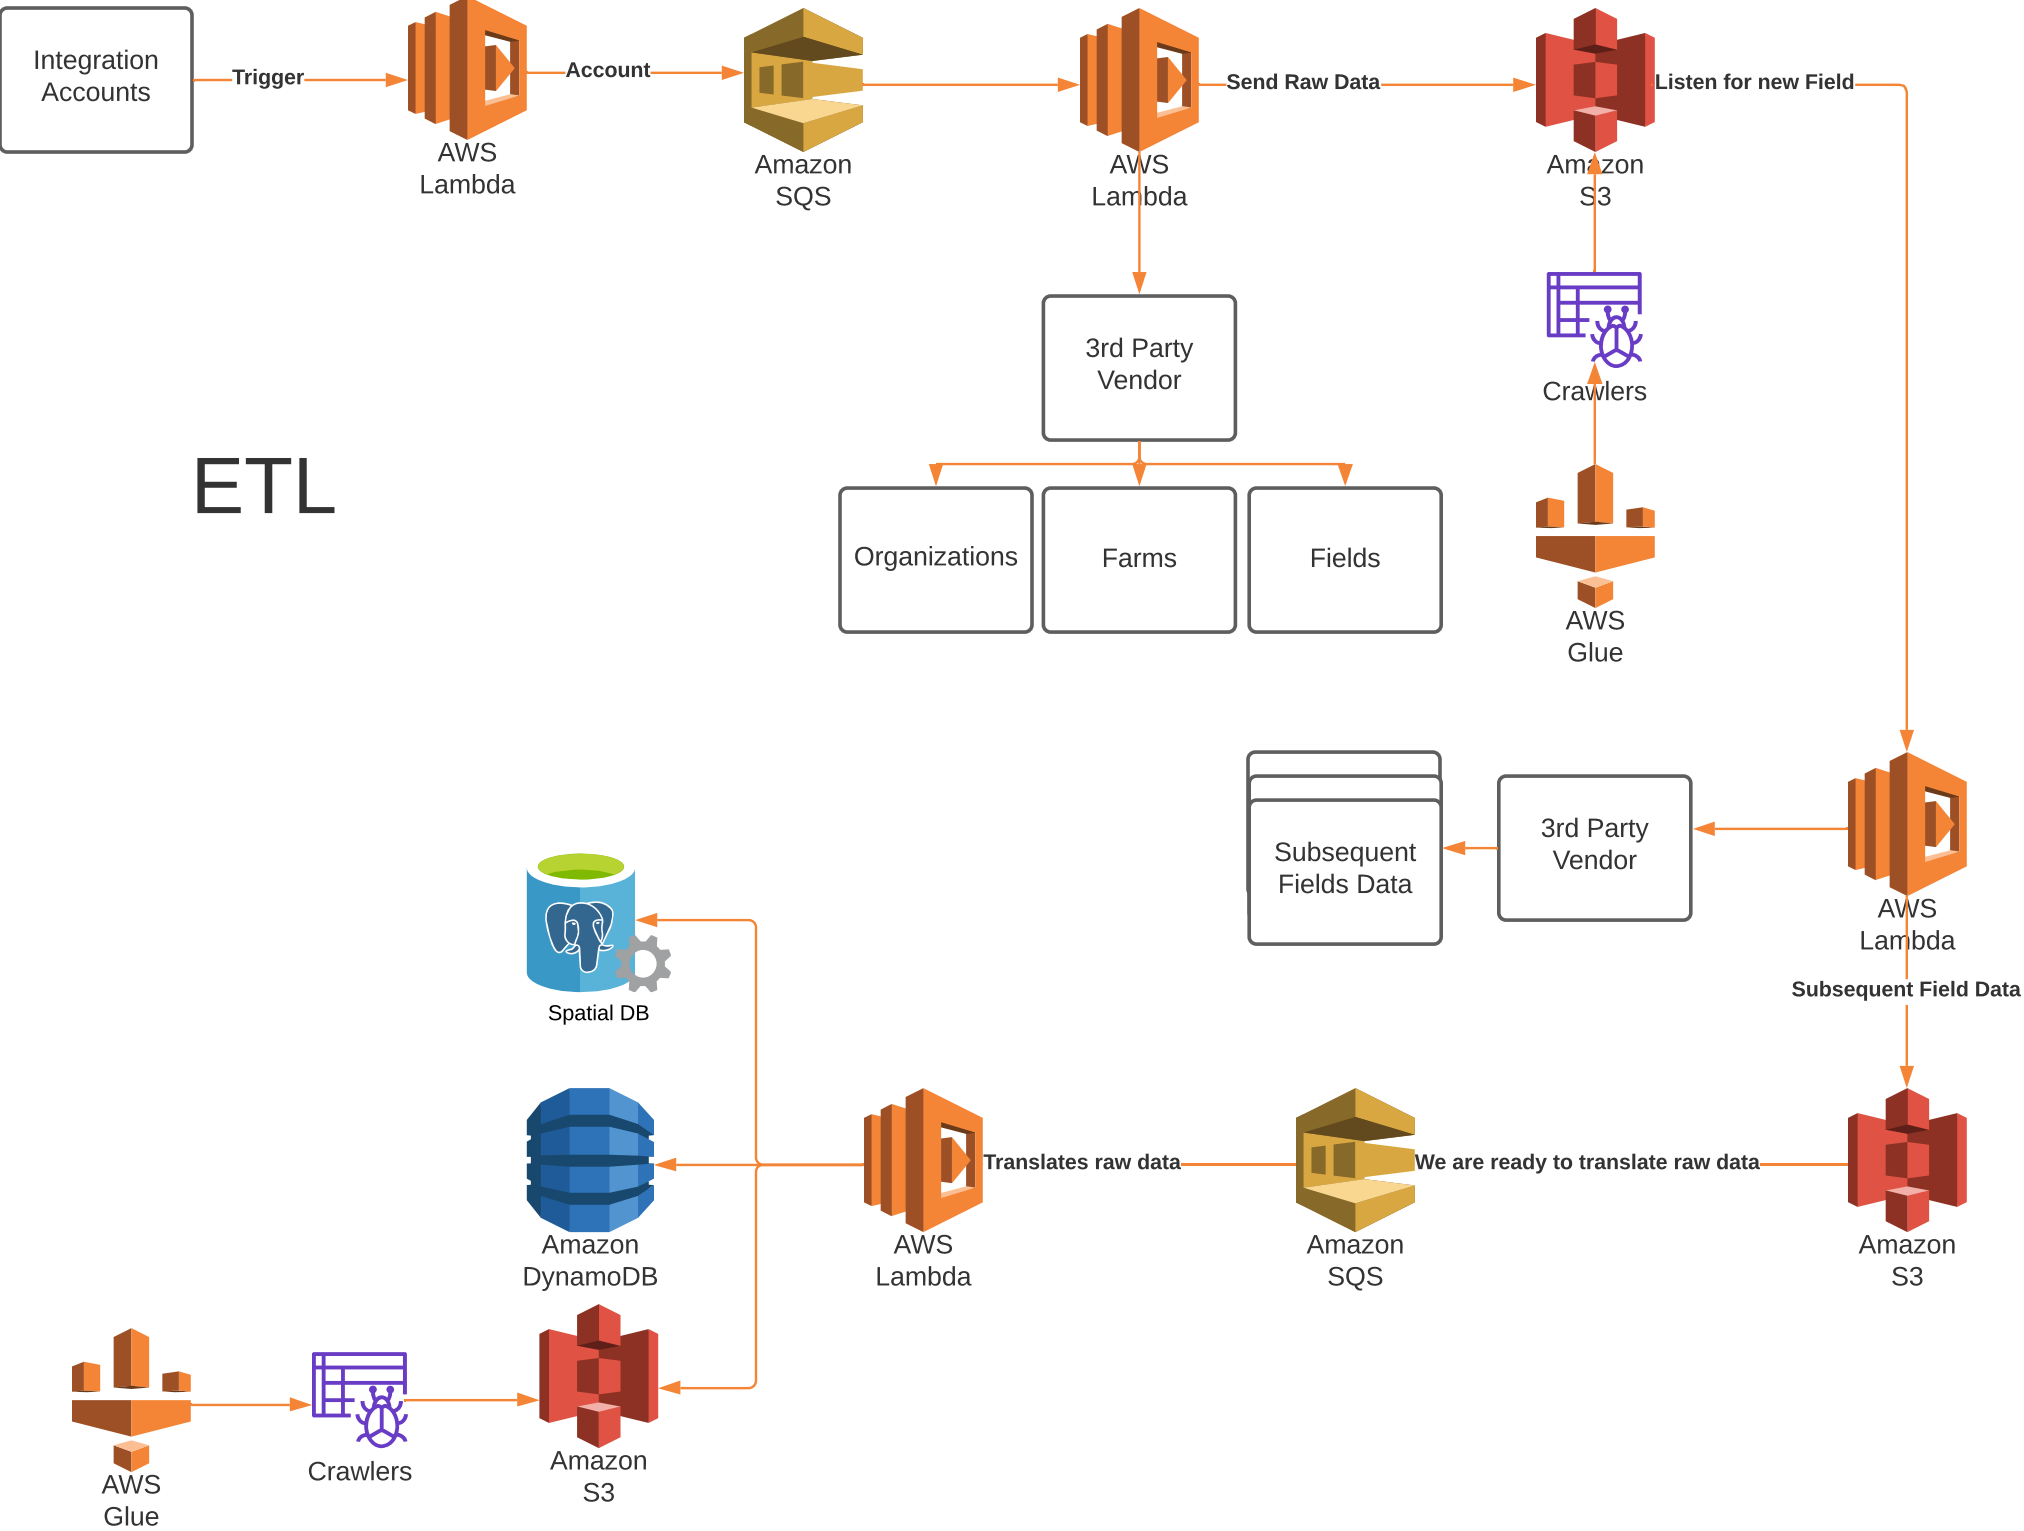 Integration
Accounts
Trigger
AWS
Lambda
Account
Amazon
SQS
AWS
Lambda
Send Raw Data
Amazon
S3
Listen for new Field
3rd Party
Vendor
Crawlers
ETL
Organizations
Farms
Fields
AWS
Glue
Subsequent
Fields Data
3rd Party
Vendor
AWS
Lambda
Subsequent Field Data
Spatial DB
Amazon
DynamoDB
AWS
Lambda
Translates raw data
Amazon
SQS
We are ready to translate raw data
Amazon
S3
AWS
Glue
Crawlers
Amazon
S3